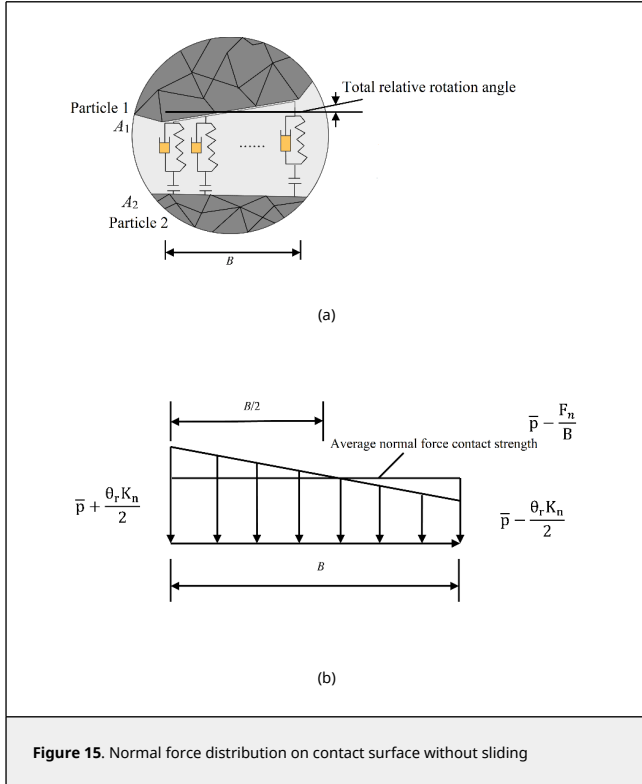 Total relative rotation angle
Particle 1
A₁
......
A₂
Particle 2
B
(a)
B/2
p̅ - Fₙ/B
Average normal force contact strength
p̅ + θᵣKₙ/2
p̅ - θᵣKₙ/2
B
(b)
Figure 15. Normal force distribution on contact surface without sliding